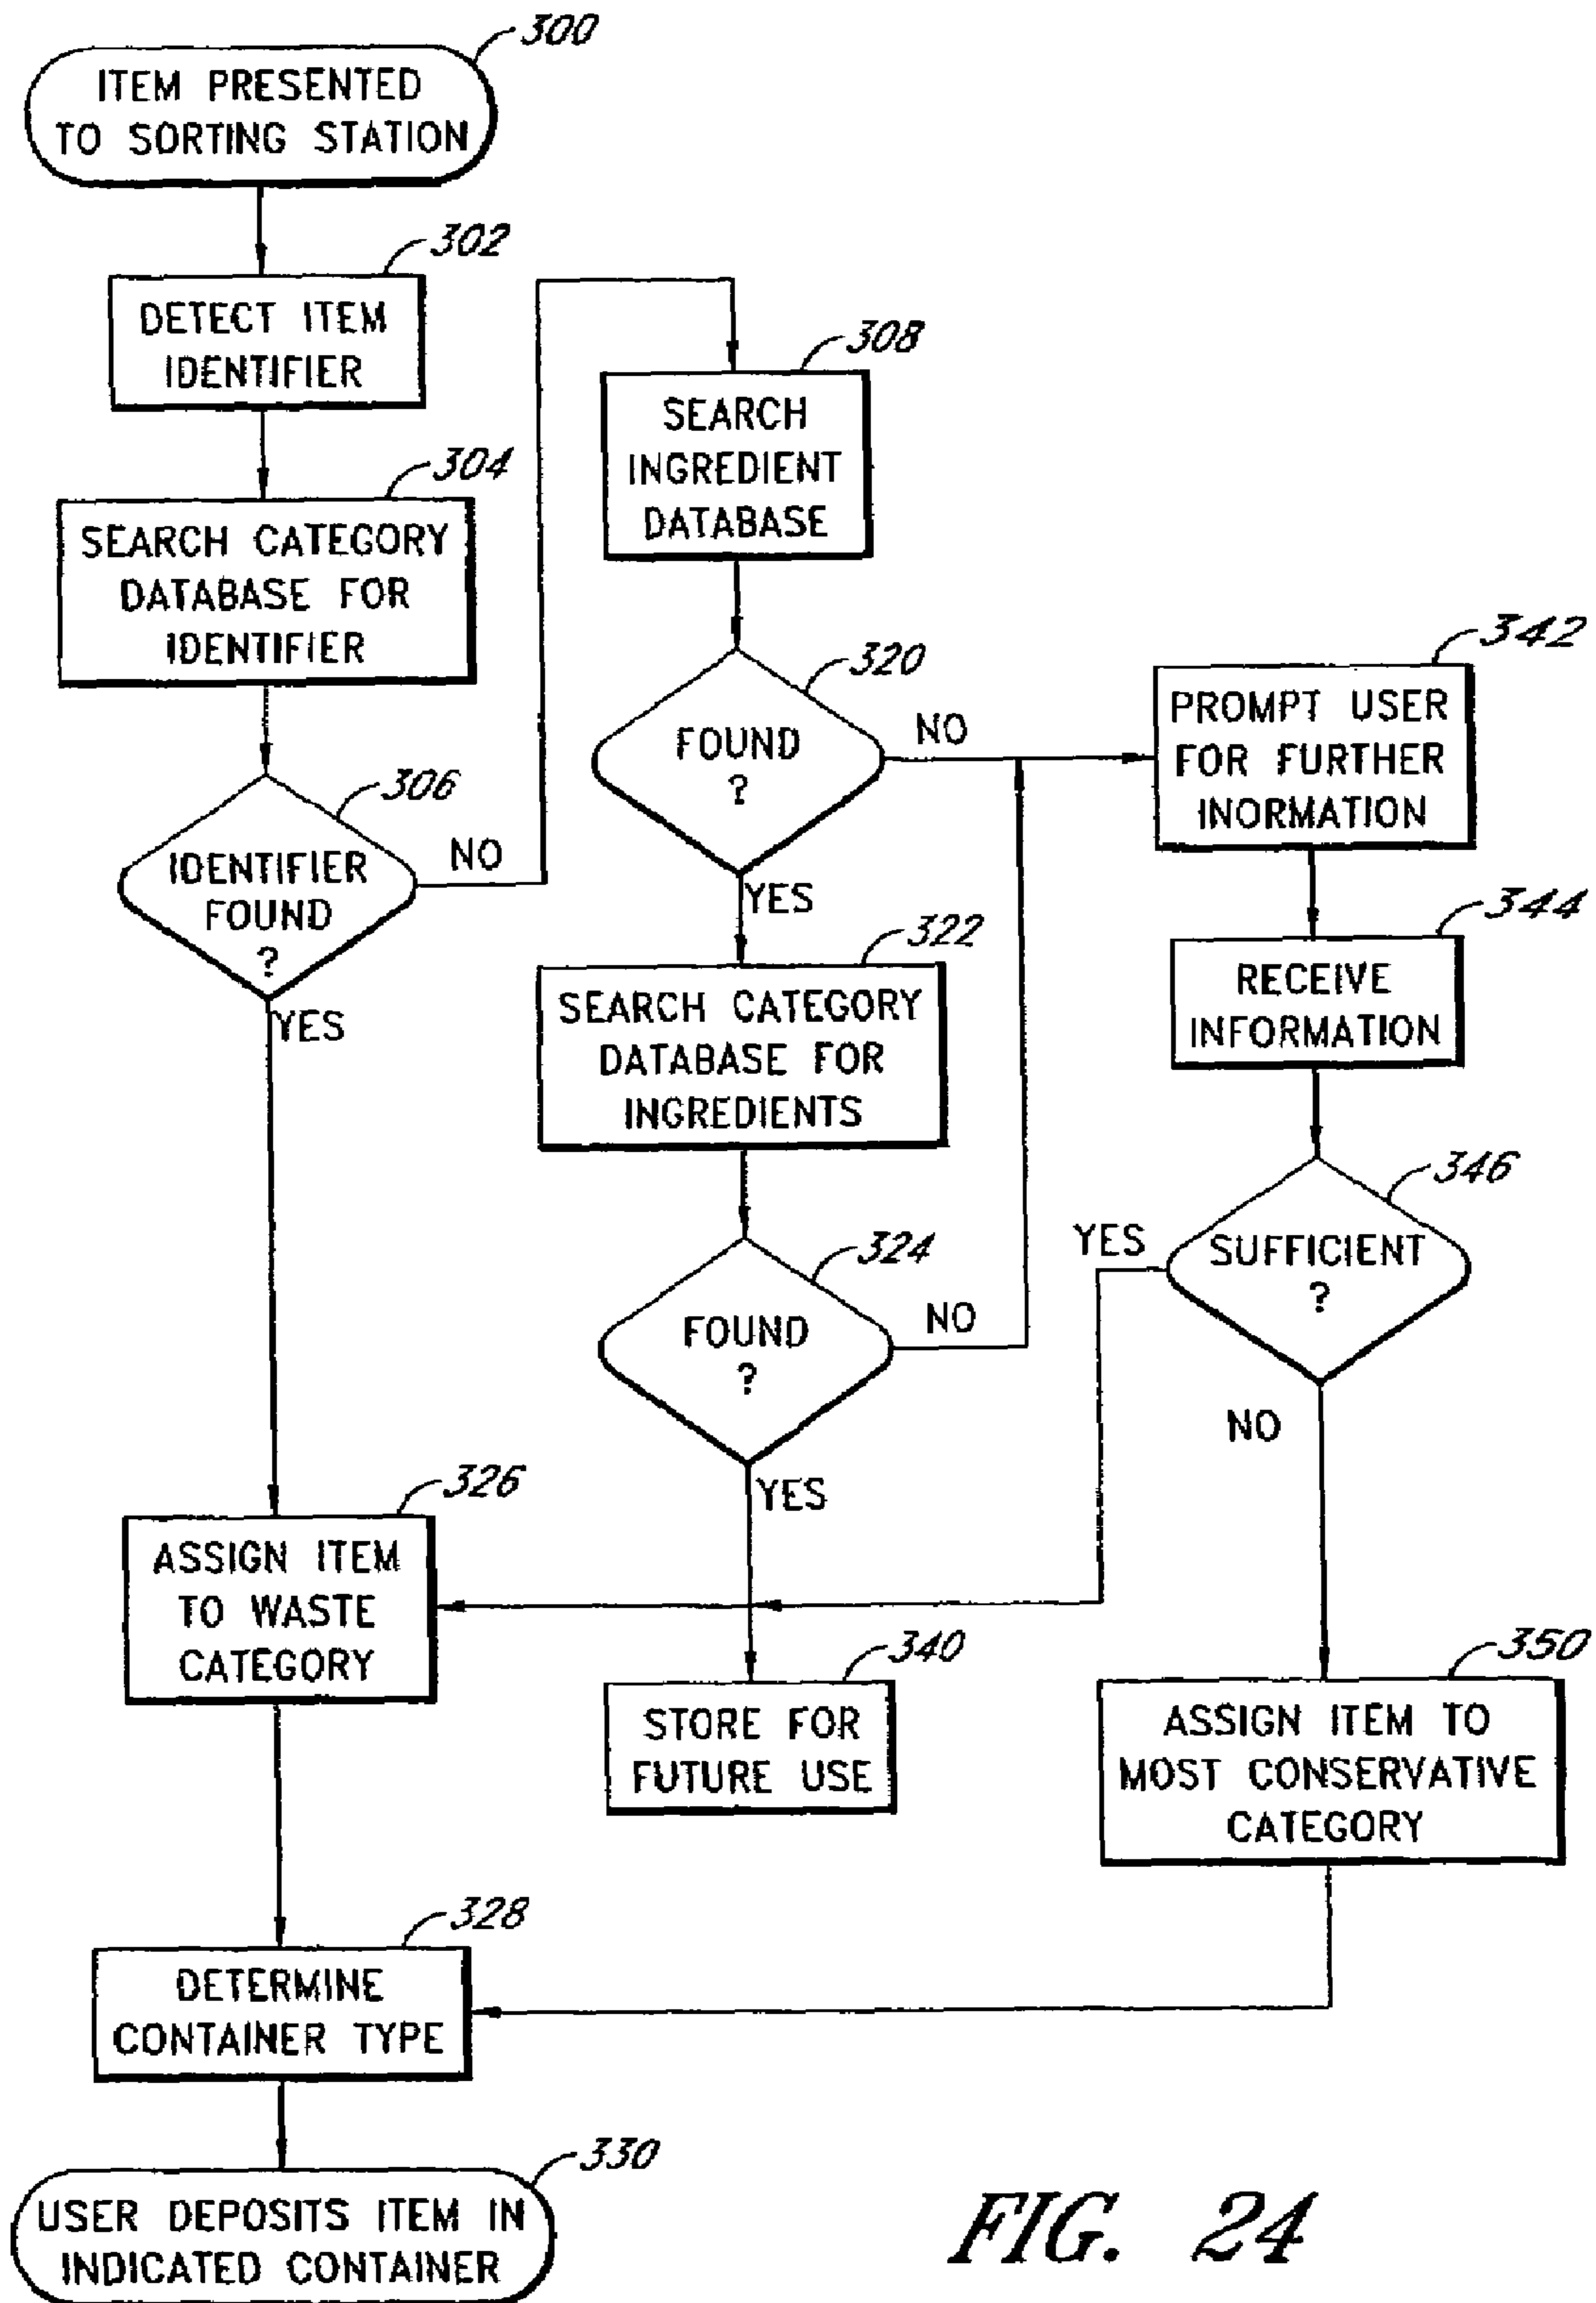 300
ITEM PRESENTED
TO SORTING STATION
302
DETECT ITEM
IDENTIFIER
304
SEARCH CATEGORY
DATABASE FOR
IDENTIFIER
306
IDENTIFIER
FOUND
?
NO
YES
308
SEARCH
INGREDIENT
DATABASE
320
FOUND
?
NO
YES
322
SEARCH CATEGORY
DATABASE FOR
INGREDIENTS
324
FOUND
?
NO
YES
342
PROMPT USER
FOR FURTHER
INORMATION
344
RECEIVE
INFORMATION
346
SUFFICIENT
?
YES
NO
326
ASSIGN ITEM
TO WASTE
CATEGORY
340
STORE FOR
FUTURE USE
350
ASSIGN ITEM TO
MOST CONSERVATIVE
CATEGORY
328
DETERMINE
CONTAINER TYPE
330
USER DEPOSITS ITEM IN
INDICATED CONTAINER
FIG. 24